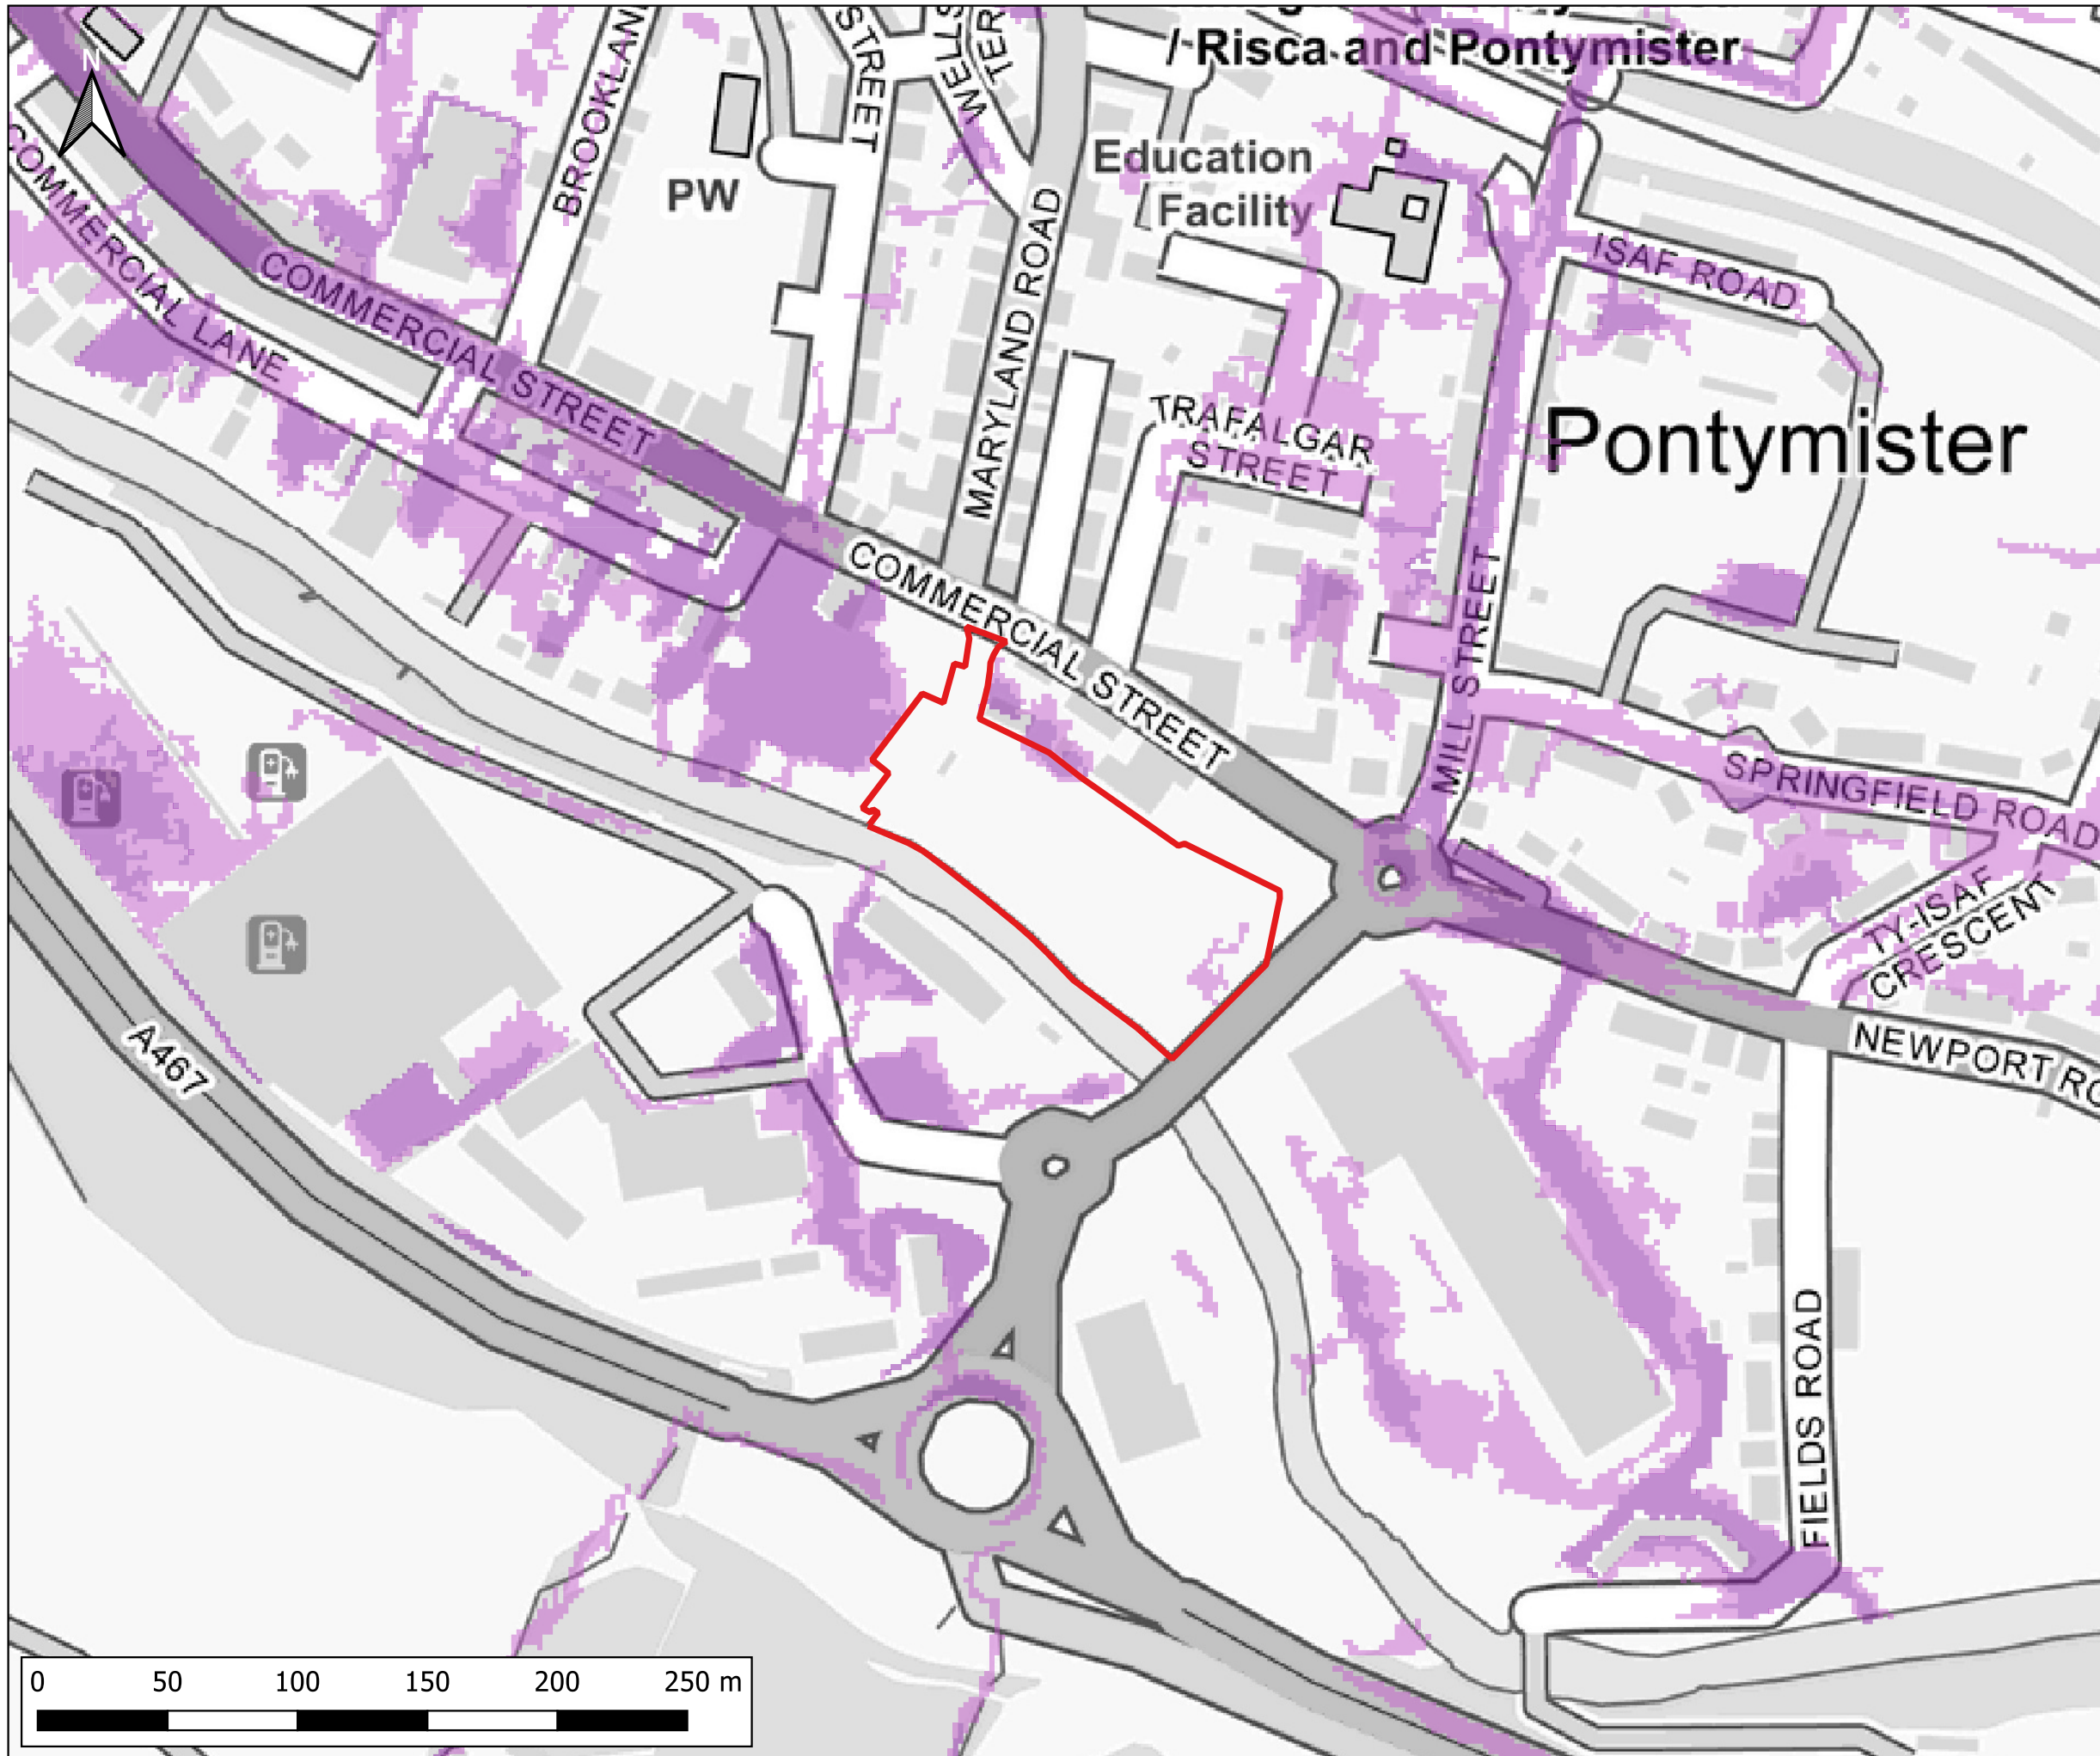 N
/ Risca and Pontymister
STREET
TER
BROOKLAN
PW
Education
Facility
MARYLAND ROAD
ISAF ROAD
COMMERCIAL LANE
COMMERCIAL STREET
TRAFALGAR
STREET
Pontymister
COMMERCIAL STREET
MILL STREET
SPRINGFIELD ROAD
TY-ISAF
CRESCENT
NEWPORT RO
A467
FIELDS ROAD
0 50 100 150 200 250 m